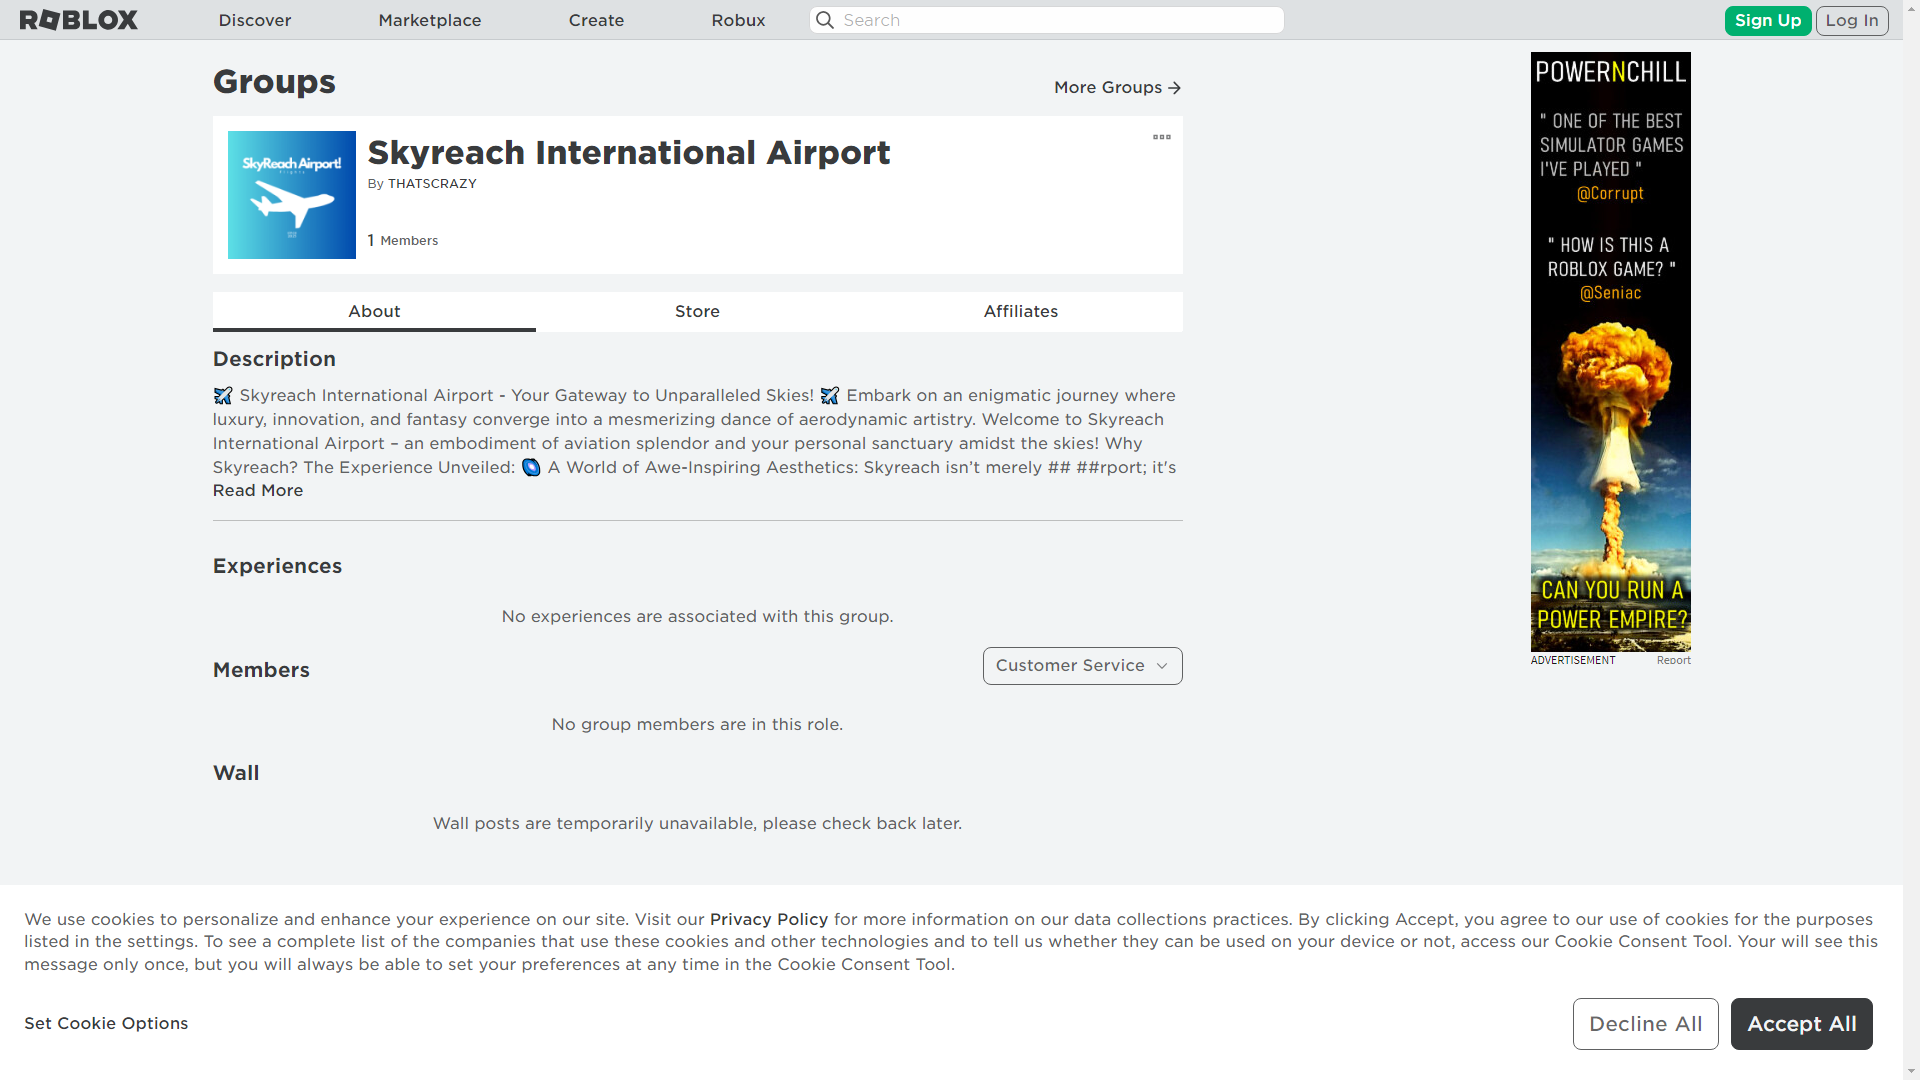 ROBLOX
Discover
Marketplace
Create
Robux
Search
Sign Up
Log In
Groups
More Groups
SkyReach Airport!
Skyreach International Airport
By THATSCRAZY
1 Members
About
Store
Affiliates
Description
✈️ Skyreach International Airport - Your Gateway to Unparalleled Skies! ✈️ Embark on an enigmatic journey where
luxury, innovation, and fantasy converge into a mesmerizing dance of aerodynamic artistry. Welcome to Skyreach
International Airport – an embodiment of aviation splendor and your personal sanctuary amidst the skies! Why
Skyreach? The Experience Unveiled: 🌌 A World of Awe-Inspiring Aesthetics: Skyreach isn’t merely ## ##rport; it's
Read More
Experiences
No experiences are associated with this group.
Members
Customer Service
No group members are in this role.
Wall
Wall posts are temporarily unavailable, please check back later.
POWERNCHILL
" ONE OF THE BEST
SIMULATOR GAMES
I'VE PLAYED "
@Corrupt
" HOW IS THIS A
ROBLOX GAME? "
@Seniac
CAN YOU RUN A
POWER EMPIRE?
ADVERTISEMENT
Report
We use cookies to personalize and enhance your experience on our site. Visit our Privacy Policy for more information on our data collections practices. By clicking Accept, you agree to our use of cookies for the purposes
listed in the settings. To see a complete list of the companies that use these cookies and other technologies and to tell us whether they can be used on your device or not, access our Cookie Consent Tool. Your will see this
message only once, but you will always be able to set your preferences at any time in the Cookie Consent Tool.
Set Cookie Options
Decline All
Accept All